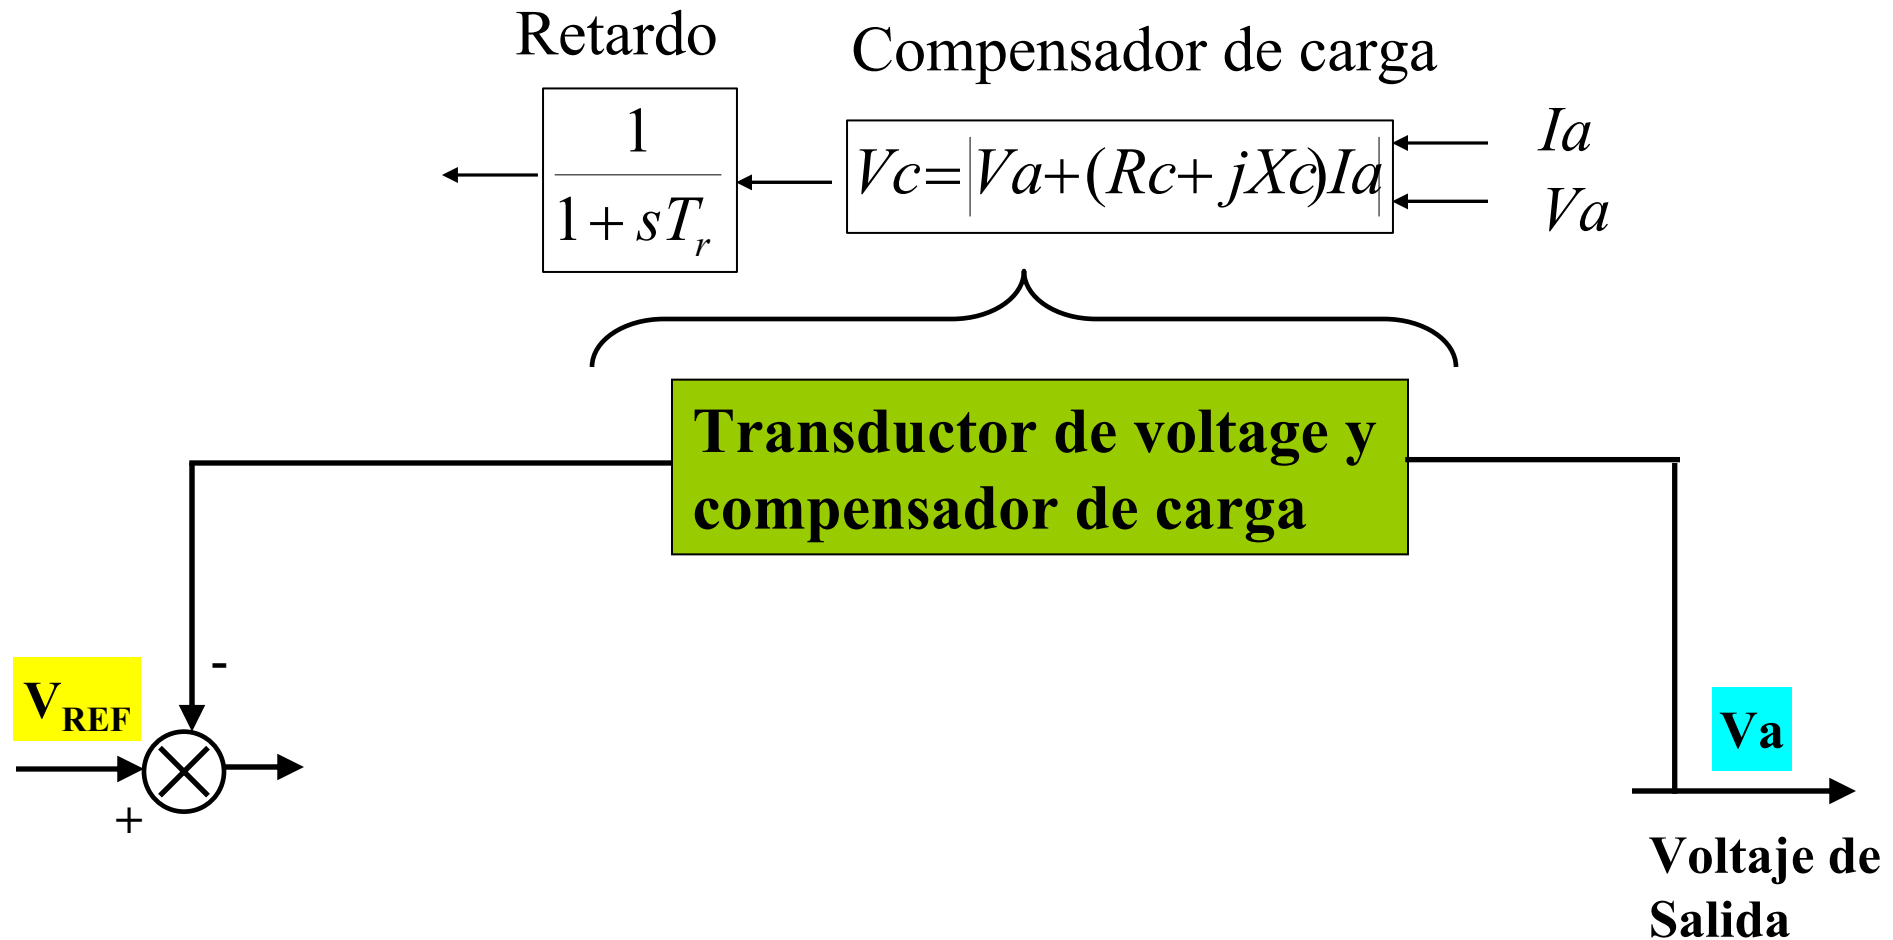 Retardo
Compensador de carga
1
1 + sT_r
Vc=|Va+(Rc+ jXc)Ia|
Ia
Va
Transductor de voltage y
compensador de carga
-
V_REF
+
Va
Voltaje de
Salida